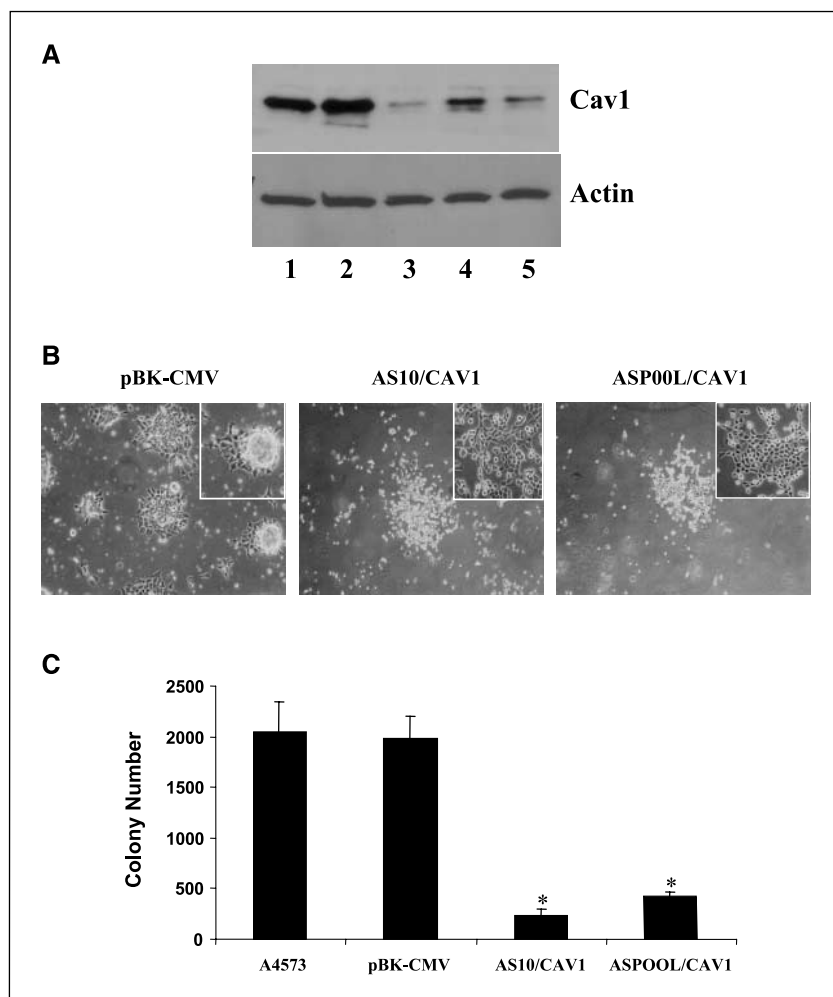 A
Cav1
Actin
1 2 3 4 5
B
pBK-CMV AS10/CAV1 ASP00L/CAV1
C
Colony Number
2500
2000
1500
1000
500
0
* *
A4573 pBK-CMV AS10/CAV1 ASPOOL/CAV1